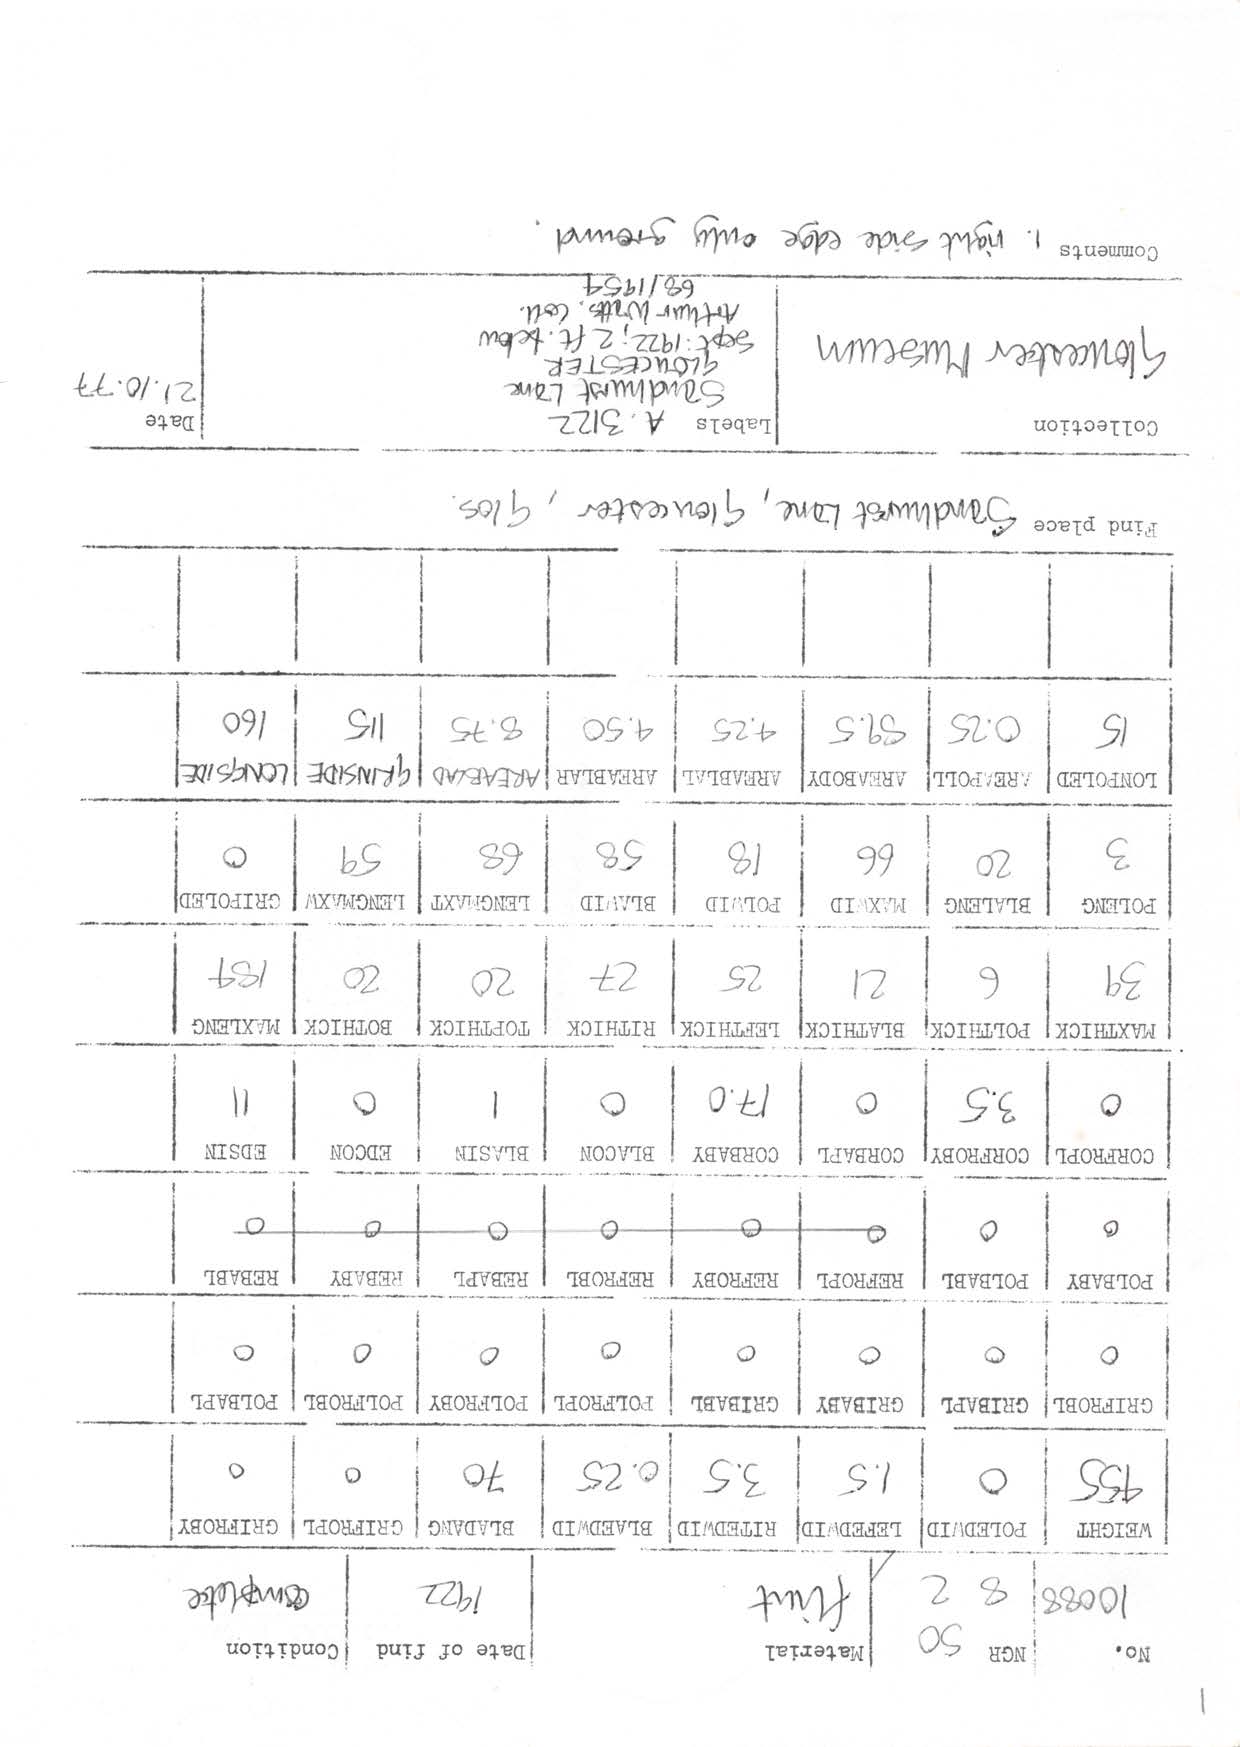 1
No. NGR SO Material Date of find Condition
10088 8 2 flint 1922 complete
WEIGHT POLEDWID LEFEDWID RITEDWID BLAEDWID BLADANG GRIFROPL GRIFROBY
455 0 1.5 3.5 0.25 70 0 0
GRIFROBL GRIBAPL GRIBABY GRIBABL POLFROPL POLFROBY POLFROBL POLBAPL
0 0 0 0 0 0 0 0
POLBABY POLBABL REFROPL REFROBY REFROBL REBAPL REBABY REBABL
0 0 0 0 0 0 0 0
CORFROPL CORFROBY CORBAPL CORBABY BLACON BLASIN EDCON EDSIN
0 3.5 0 17.0 0 1 0 11
MAXTHICK POLTHICK BLATHICK LEFTHICK RITHICK TOPTHICK BOTHICK MAXLENG
39 6 21 25 27 20 20 187
POLENG BLALENG MAXWID POLWID BLAWID LENGMAXT LENGMAXW GRIPOLED
3 20 66 18 58 68 59 0
LONPOLED AREAPOLL AREABODY AREABLAL AREABLAR AREABLAD GRINSIDE LONGSIDE
15 0.25 89.5 4.25 4.50 8.75 115 160
Find place Sandhurst Lane, Gloucester, Glos.
Collection Labels A. 3122 Date
Gloucester Museum Sandhurst Lane 21.10.77
GLOUCESTER
Sept: 1922; 2 ft. below
Arthur Watts. Coll.
68/1954
Comments 1. right side edge only ground.